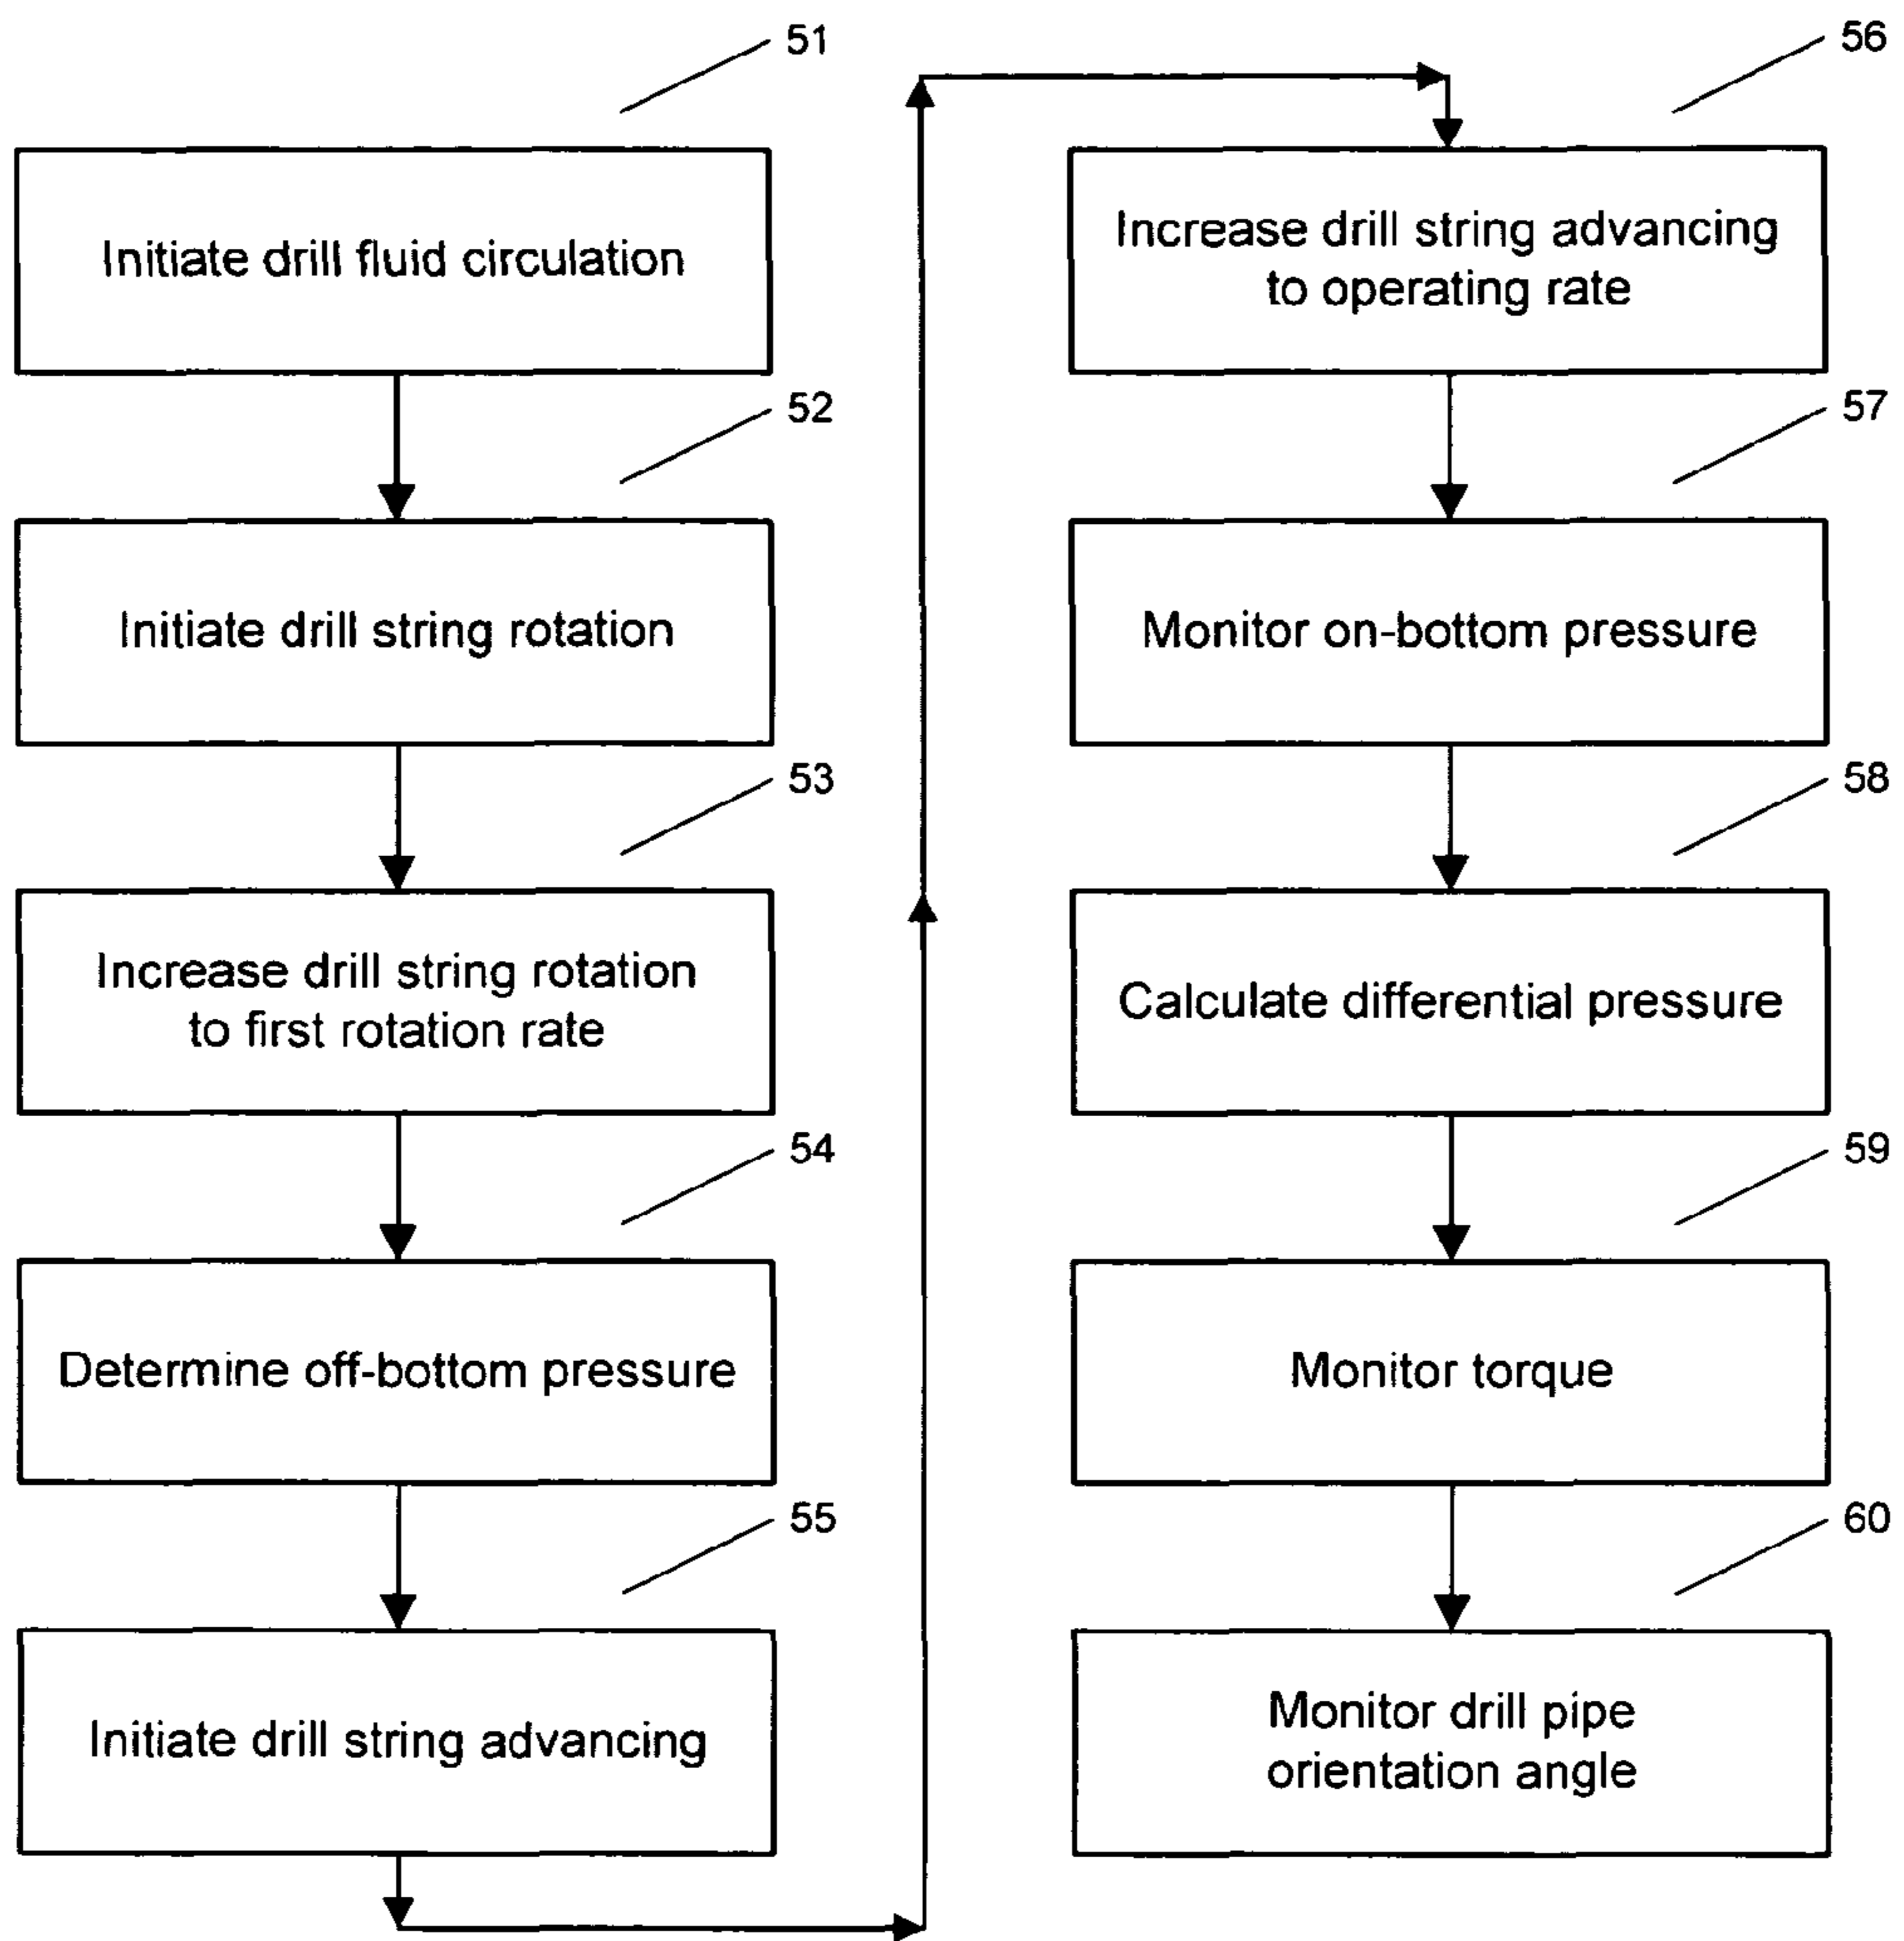 51
Initiate drill fluid circulation
52
Initiate drill string rotation
53
Increase drill string rotation
to first rotation rate
54
Determine off-bottom pressure
55
Initiate drill string advancing
56
Increase drill string advancing
to operating rate
57
Monitor on-bottom pressure
58
Calculate differential pressure
59
Monitor torque
60
Monitor drill pipe
orientation angle